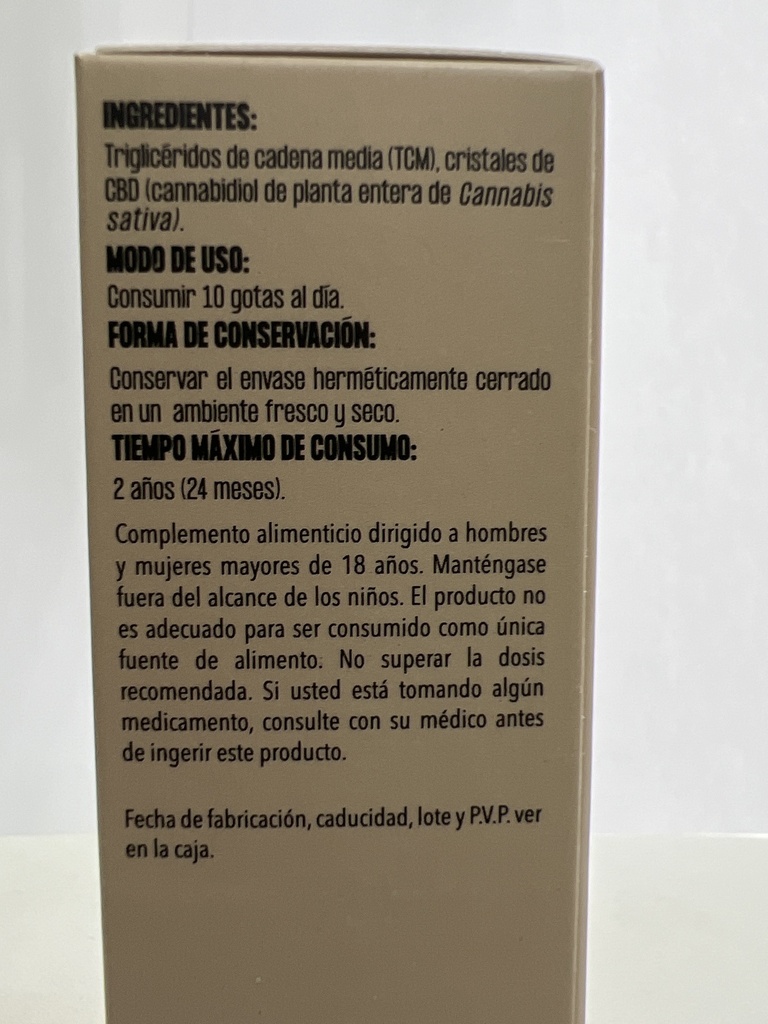 INGREDIENTES:
Triglicéridos de cadena media (TCM), cristales de
CBD (cannabidiol de planta entera de Cannabis
sativa).
MODO DE USO:
Consumir 10 gotas al día.
FORMA DE CONSERVACIÓN:
Conservar el envase herméticamente cerrado
en un ambiente fresco y seco.
TIEMPO MÁXIMO DE CONSUMO:
2 años (24 meses).
Complemento alimenticio dirigido a hombres
y mujeres mayores de 18 años. Manténgase
fuera del alcance de los niños. El producto no
es adecuado para ser consumido como única
fuente de alimento. No superar la dosis
recomendada. Si usted está tomando algún
medicamento, consulte con su médico antes
de ingerir este producto.
Fecha de fabricación, caducidad, lote y P.V.P. ver
en la caja.